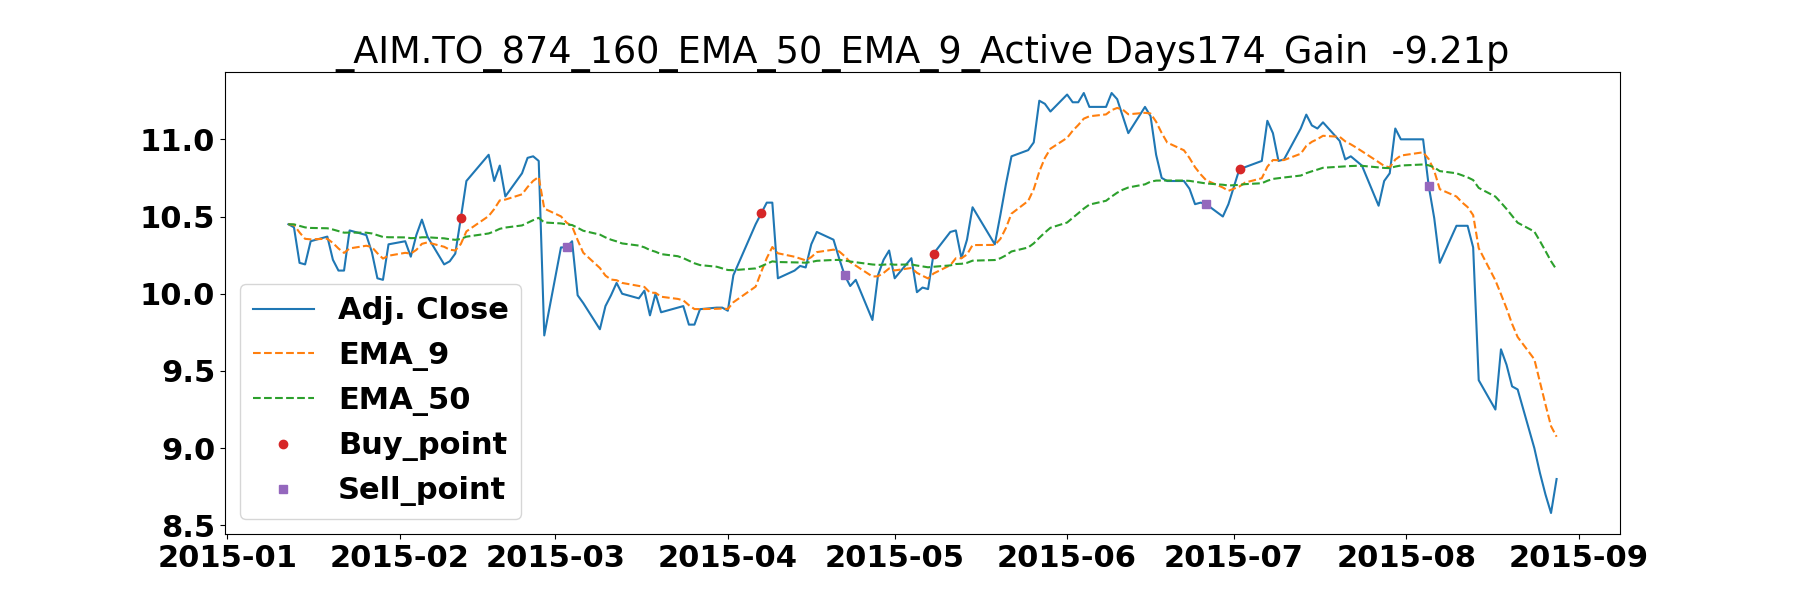 _AIM.TO_874_160_EMA_50_EMA_9_Active Days174_Gain  -9.21p
11.0
10.5
10.0
9.5
9.0
8.5
Adj. Close
EMA_9
EMA_50
Buy_point
Sell_point
2015-01 2015-02 2015-03 2015-04 2015-05 2015-06 2015-07 2015-08 2015-09